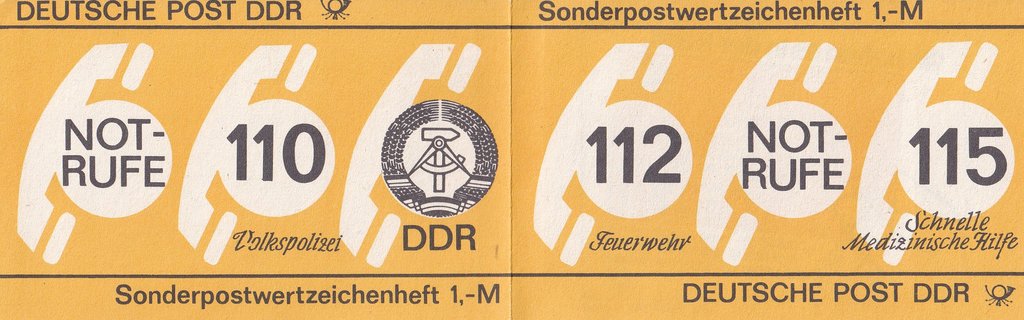 DEUTSCHE POST DDR
NOT-
RUFE
110
Volkspolizei
DDR
Sonderpostwertzeichenheft 1,-M
Sonderpostwertzeichenheft 1,-M
112
Feuerwehr
NOT-
RUFE
115
Schnelle
Medizinische Hilfe
DEUTSCHE POST DDR